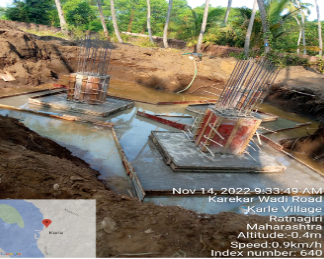 Nov 14, 2022 9:33:49 AM
Karekar Wadi Road
Karle Village
Ratnagiri
Maharashtra
Altitude:-0.4m
Speed:0.9km/h
Index number: 640
Karla